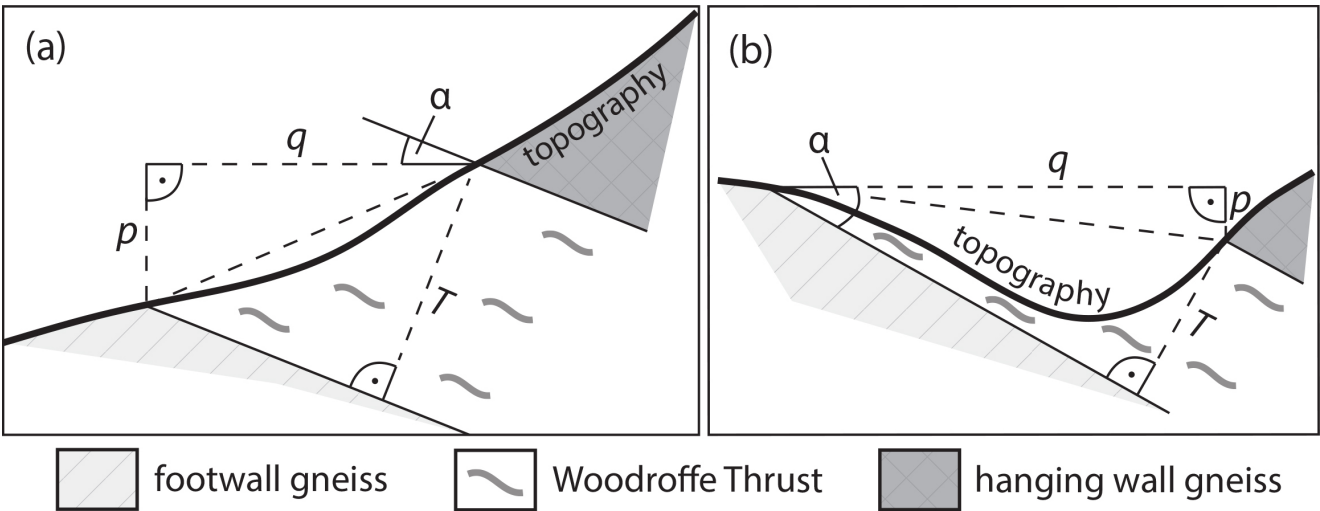 (a)
α
q
topography
p
T
(b)
α
q
p
topography
T
footwall gneiss
Woodroffe Thrust
hanging wall gneiss